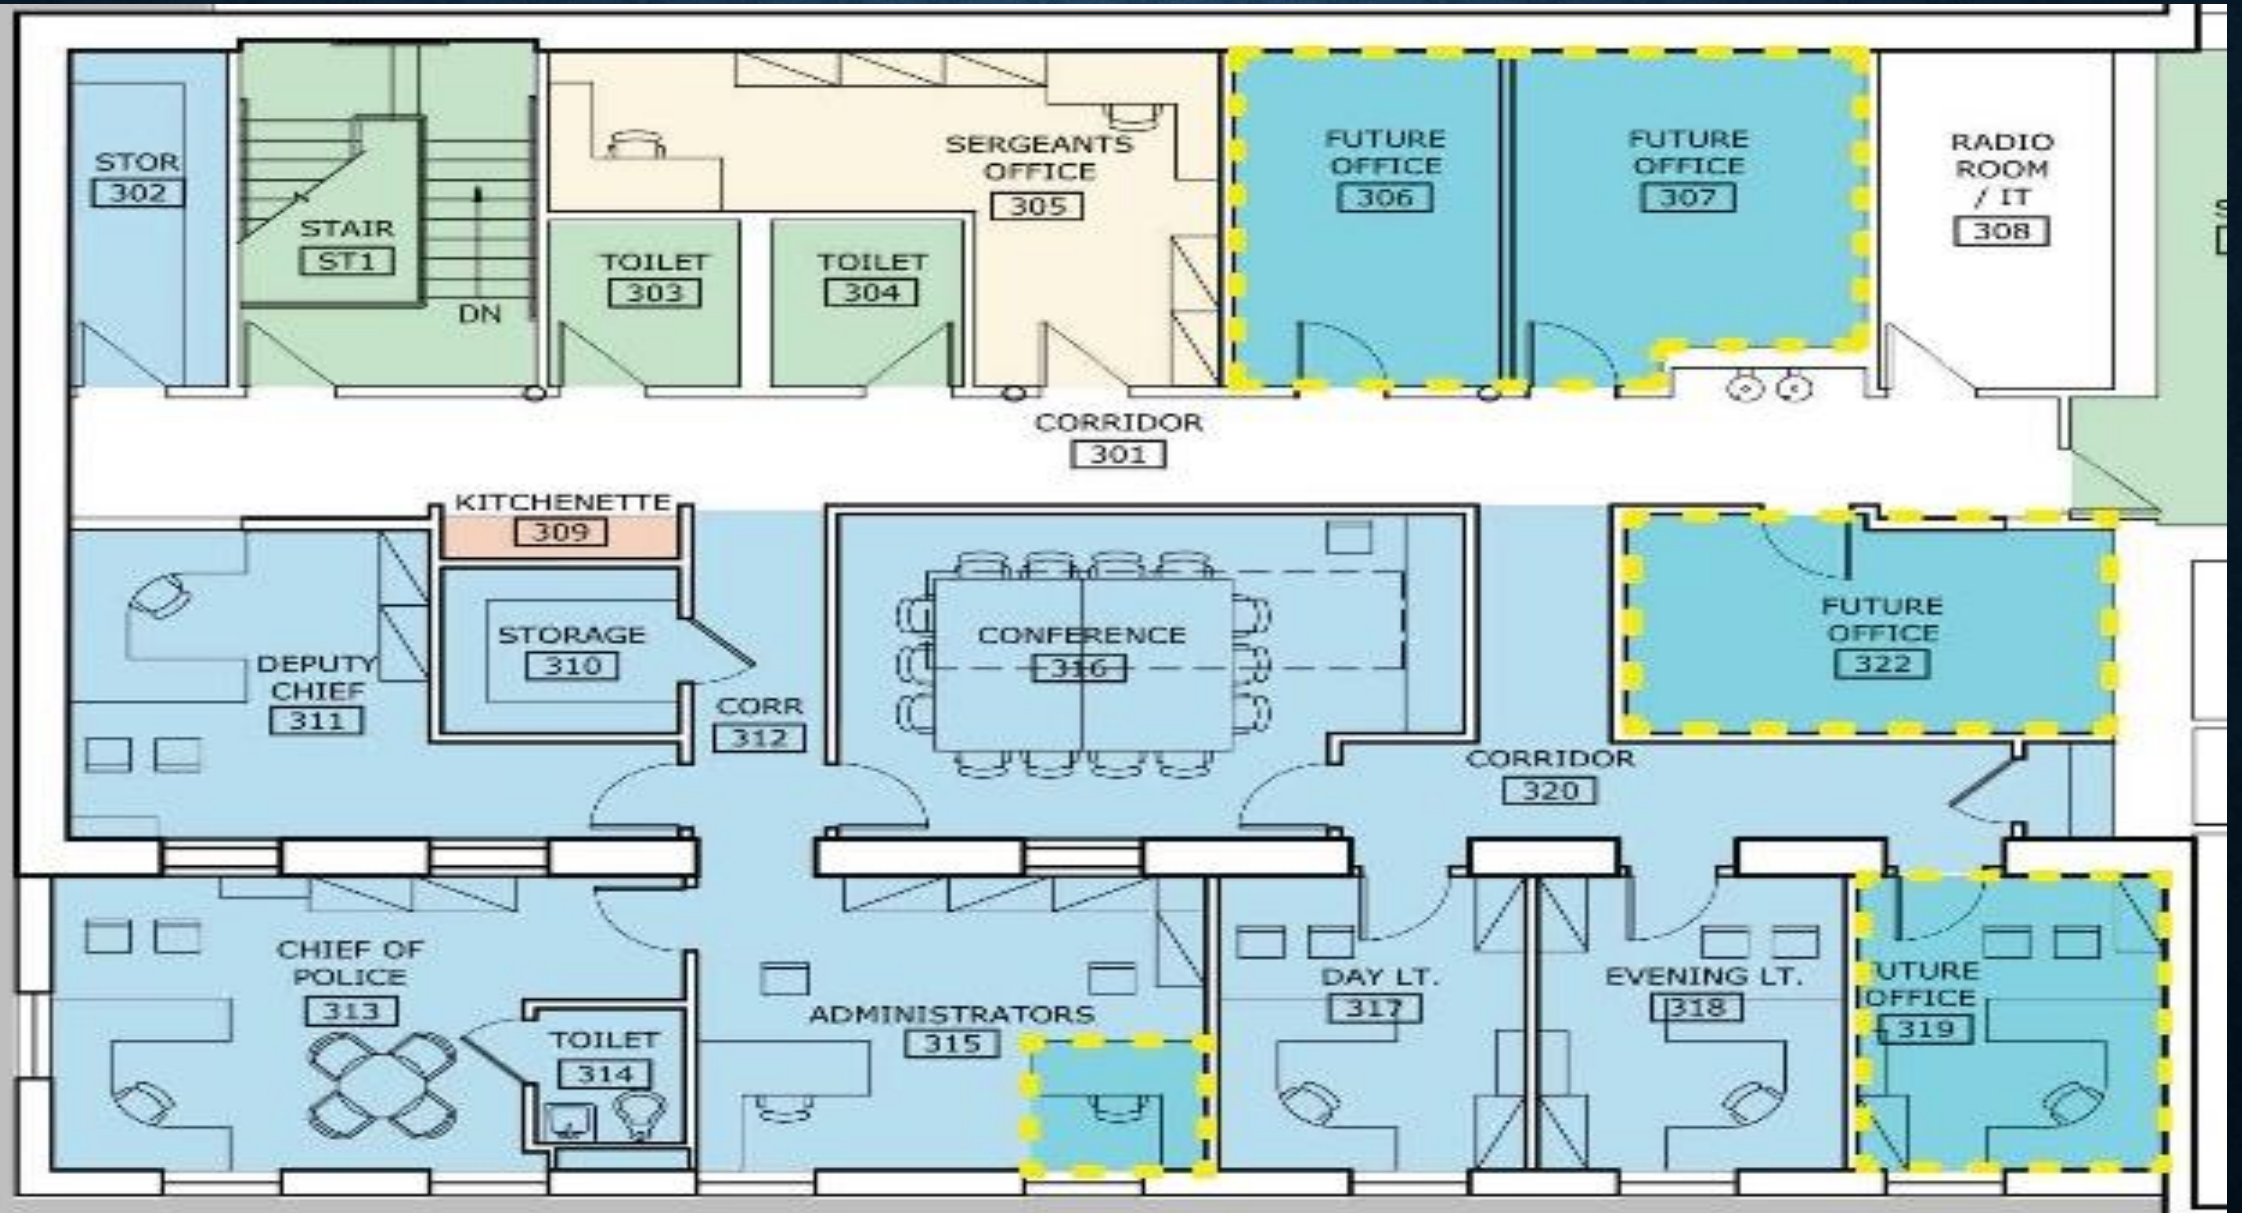 STOR
302
STAIR
ST1
DN
TOILET
303
TOILET
304
SERGEANTS
OFFICE
305
FUTURE
OFFICE
306
FUTURE
OFFICE
307
RADIO
ROOM
/ IT
308
CORRIDOR
301
KITCHENETTE
309
STORAGE
310
DEPUTY
CHIEF
311
CORR
312
CONFERENCE
316
CORRIDOR
320
FUTURE
OFFICE
322
CHIEF OF
POLICE
313
TOILET
314
ADMINISTRATORS
315
DAY LT.
317
EVENING LT.
318
UTURE
OFFICE
319